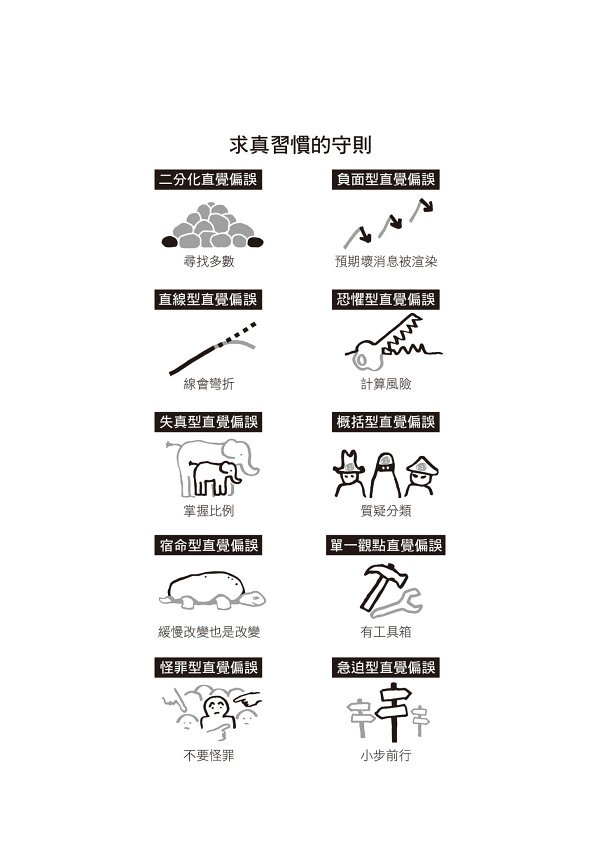 求真習慣的守則
二分化直覺偏誤
尋找多數
負面型直覺偏誤
預期壞消息被渲染
直線型直覺偏誤
線會彎折
恐懼型直覺偏誤
計算風險
失真型直覺偏誤
掌握比例
概括型直覺偏誤
質疑分類
宿命型直覺偏誤
緩慢改變也是改變
單一觀點直覺偏誤
有工具箱
怪罪型直覺偏誤
不要怪罪
急迫型直覺偏誤
小步前行